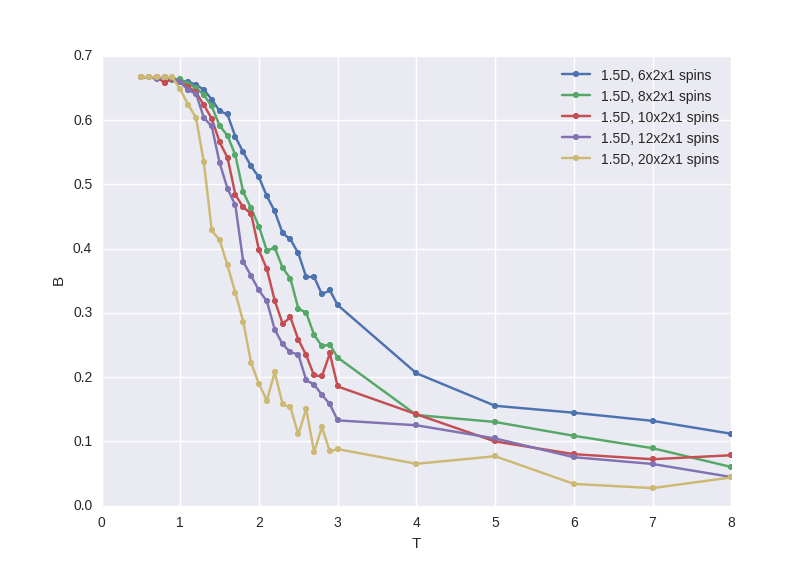 0.7
0.6
0.5
0.4
0.3
0.2
0.1
0.0
B
0 1 2 3 4 5 6 7 8
T
1.5D, 6x2x1 spins
1.5D, 8x2x1 spins
1.5D, 10x2x1 spins
1.5D, 12x2x1 spins
1.5D, 20x2x1 spins